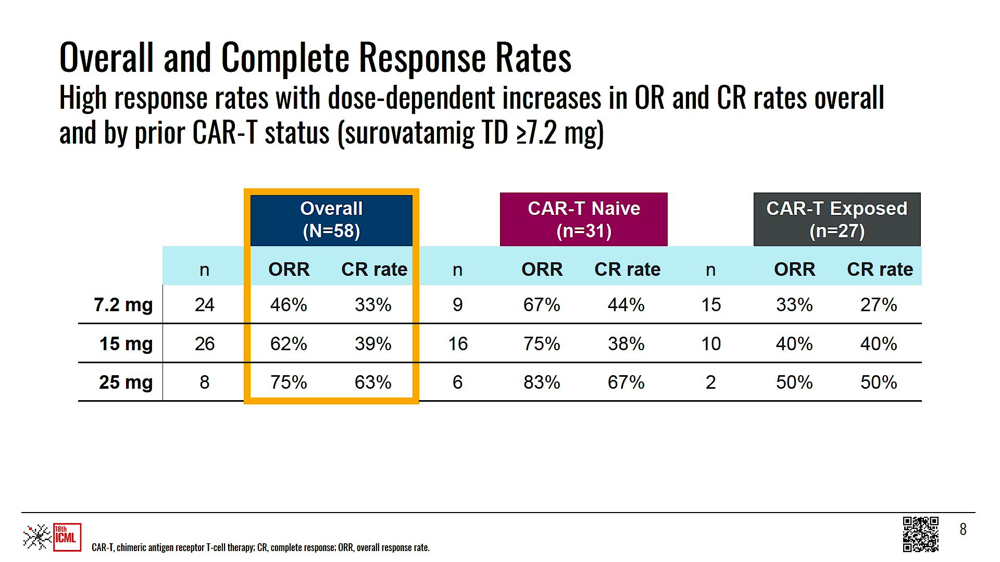 Overall and Complete Response Rates
High response rates with dose-dependent increases in OR and CR rates overall
and by prior CAR-T status (surovatamig TD ≥7.2 mg)
Overall CAR-T Naive CAR-T Exposed
(N=58) (n=31) (n=27)
n ORR CR rate n ORR CR rate n ORR CR rate
7.2 mg 24 46% 33% 9 67% 44% 15 33% 27%
15 mg 26 62% 39% 16 75% 38% 10 40% 40%
25 mg 8 75% 63% 6 83% 67% 2 50% 50%
18th
ICML
CAR-T, chimeric antigen receptor T-cell therapy; CR, complete response; ORR, overall response rate.
8